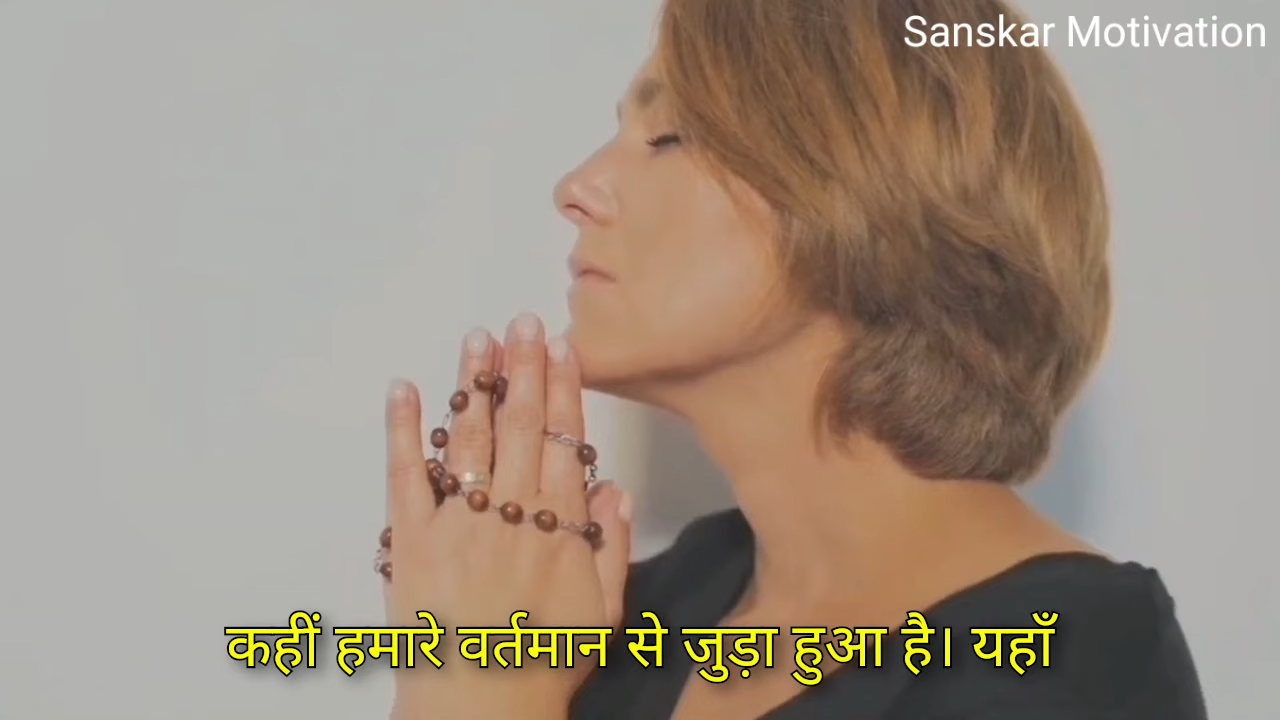 Sanskar Motivation
कहीं हमारे वर्तमान से जुड़ा हुआ है। यहाँ